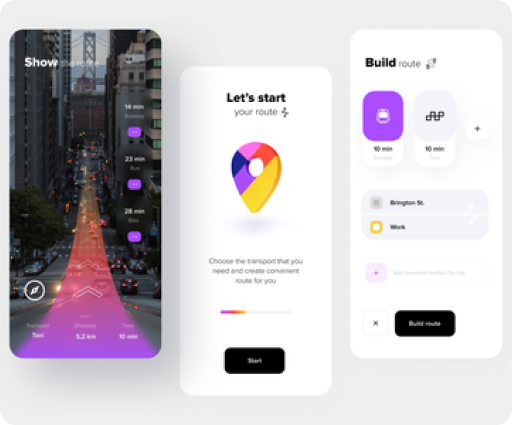 Show the route
14 min
Subway
23 min
Bus
28 min
Bike
Transport
Distance
Time
Taxi
5,2 km
10 min
Let's start
your route
Choose the transport that you
need and create convinient
route for you
Start
Build route
10 min
Subway
10 min
Taxi
+
Brington St.
Work
+ Add payment method for trip
× Build route